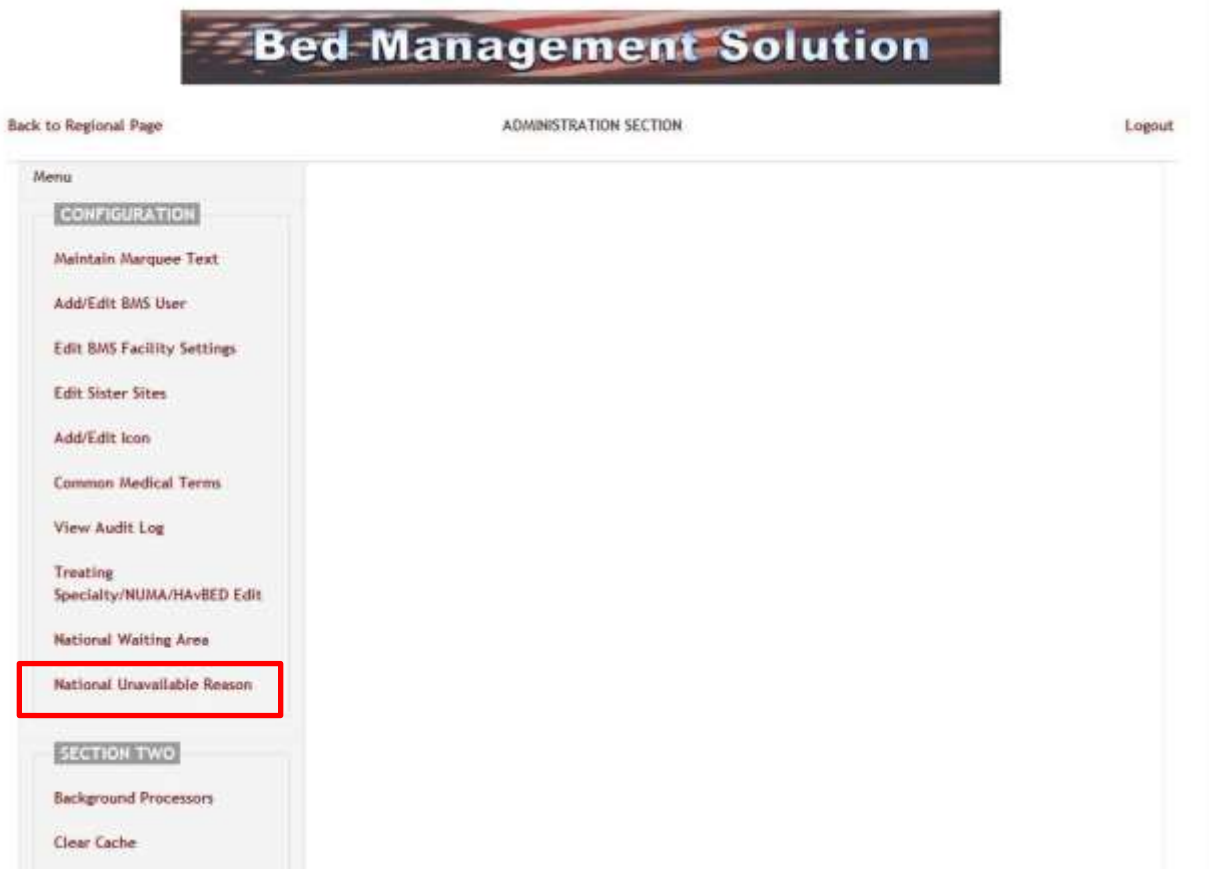 Bed Management Solution
Back to Regional Page
ADMINISTRATION SECTION
Logout
Menu
CONFIGURATION
Maintain Marquee Text
Add/Edit BMS User
Edit BMS Facility Settings
Edit Sister Sites
Add/Edit Icon
Common Medical Terms
View Audit Log
Treating
Specialty/NUMA/HAvBED Edit
National Waiting Area
National Unavailable Reason
SECTION TWO
Background Processors
Clear Cache